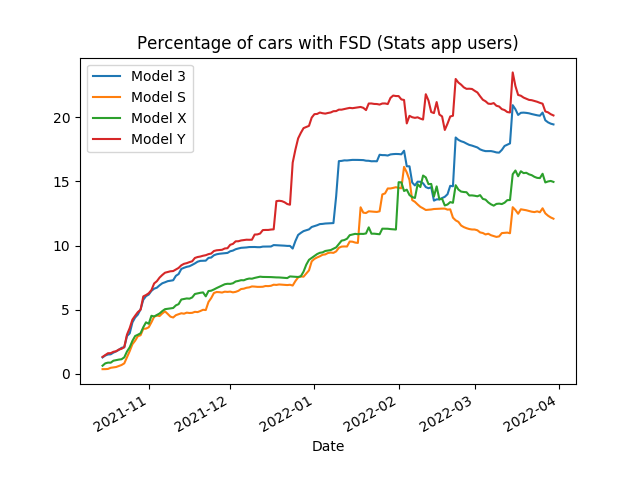 Percentage of cars with FSD (Stats app users)
Model 3
Model S
Model X
Model Y
20
15
10
5
0
2021-11
2021-12
2022-01
2022-02
2022-03
2022-04
Date